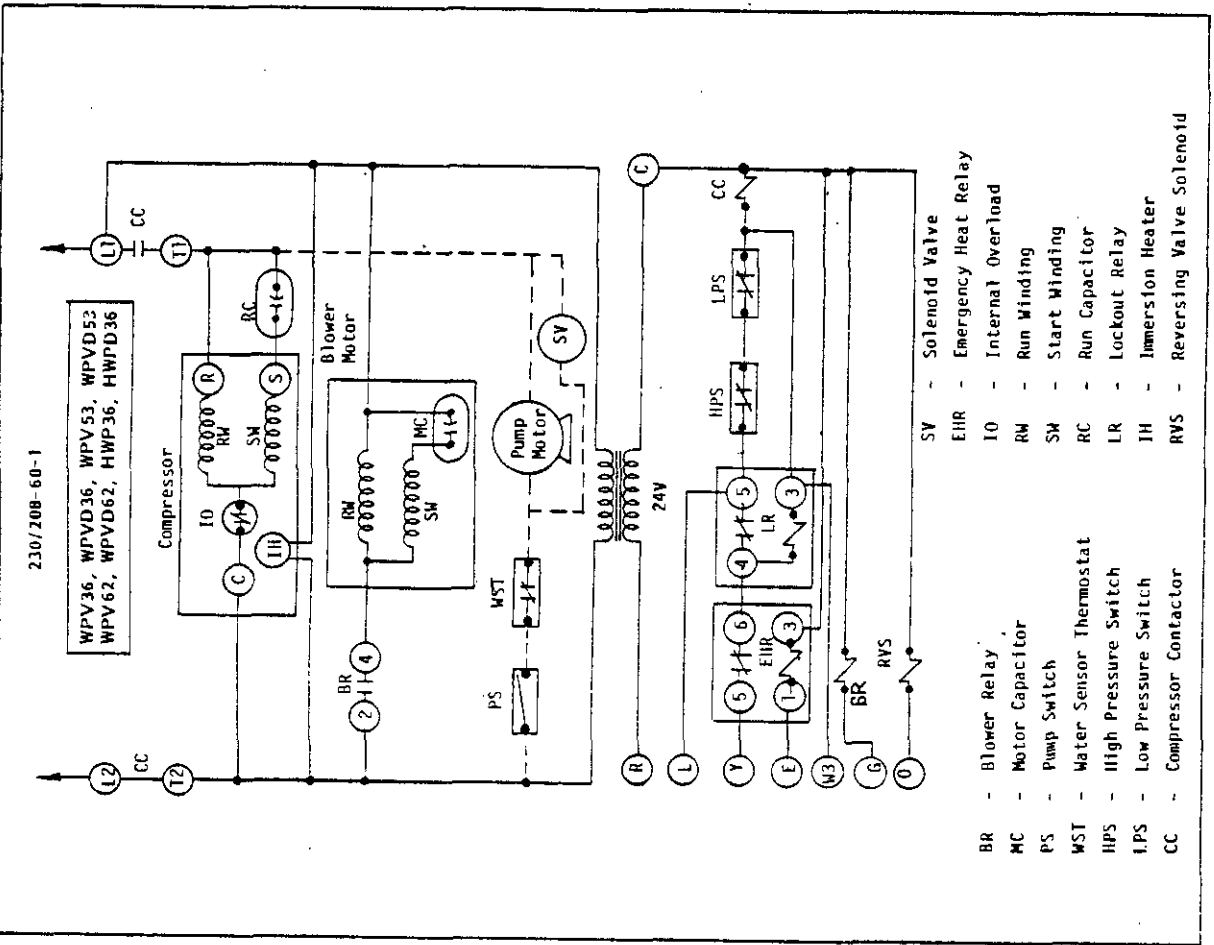 230/208-60-1
WPV36, WPVD36, WPV53, WPVD53
WPV62, WPVD62, HWP36, HWPD36
L2
L1
CC
CC
T2
T1
Compressor
IO
C
RW
SW
R
S
IH
RC
Blower
Motor
BR
2
4
RW
SW
MC
PS
WST
Pump
Motor
SV
24V
R
C
L
Y
5
6
4
5
HPS
LPS
CC
E
1
EHR
3
LR
3
W3
G
BR
O
RVS
BR - Blower Relay
MC - Motor Capacitor
PS - Pump Switch
WST - Water Sensor Thermostat
HPS - High Pressure Switch
LPS - Low Pressure Switch
CC - Compressor Contactor
SV - Solenoid Valve
EHR - Emergency Heat Relay
IO - Internal Overload
RW - Run Winding
SW - Start Winding
RC - Run Capacitor
LR - Lockout Relay
IH - Immersion Heater
RVS - Reversing Valve Solenoid